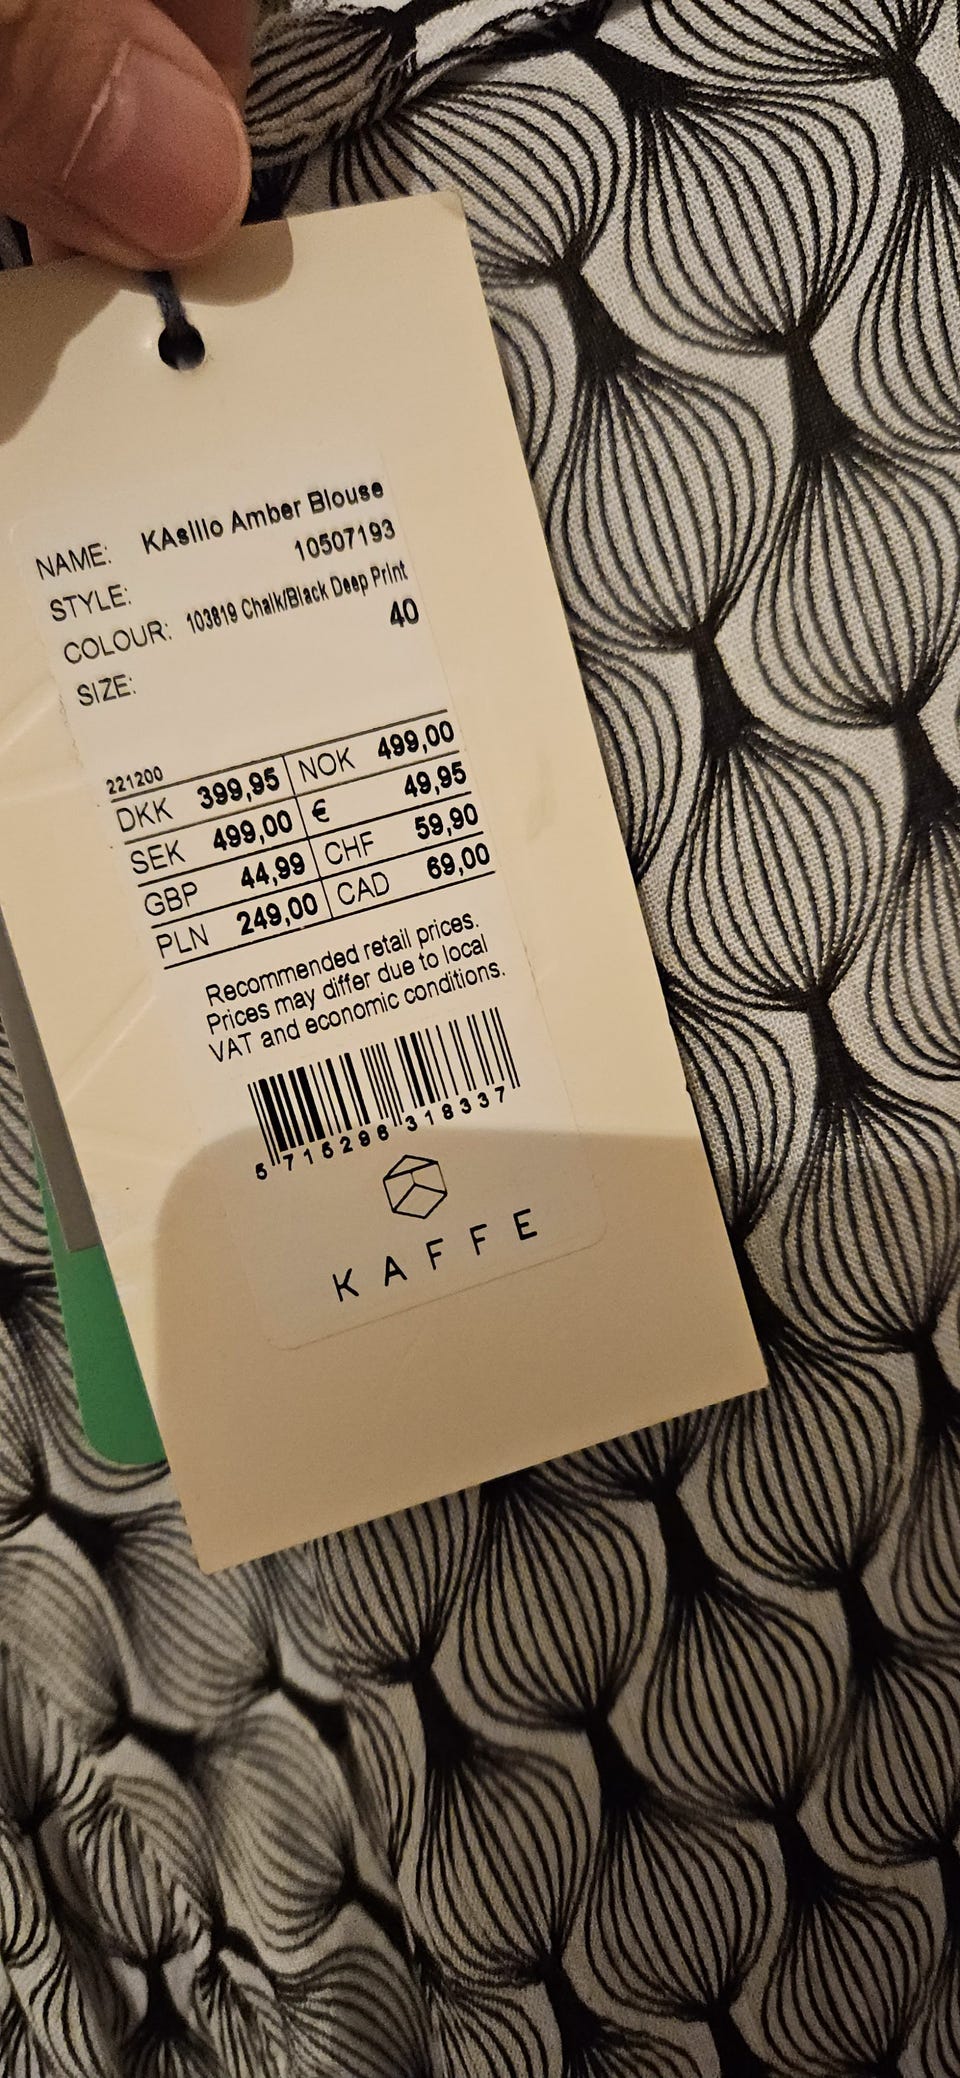 NAME: KAsillo Amber Blouse
STYLE: 10507193
COLOUR: 103819 Chalk/Black Deep Print
SIZE: 40
221200
DKK 399,95 NOK 499,00
SEK 499,00 € 49,95
GBP 44,99 CHF 59,90
PLN 249,00 CAD 69,00
Recommended retail prices.
Prices may differ due to local
VAT and economic conditions.
5 715296 318337
KAFFE